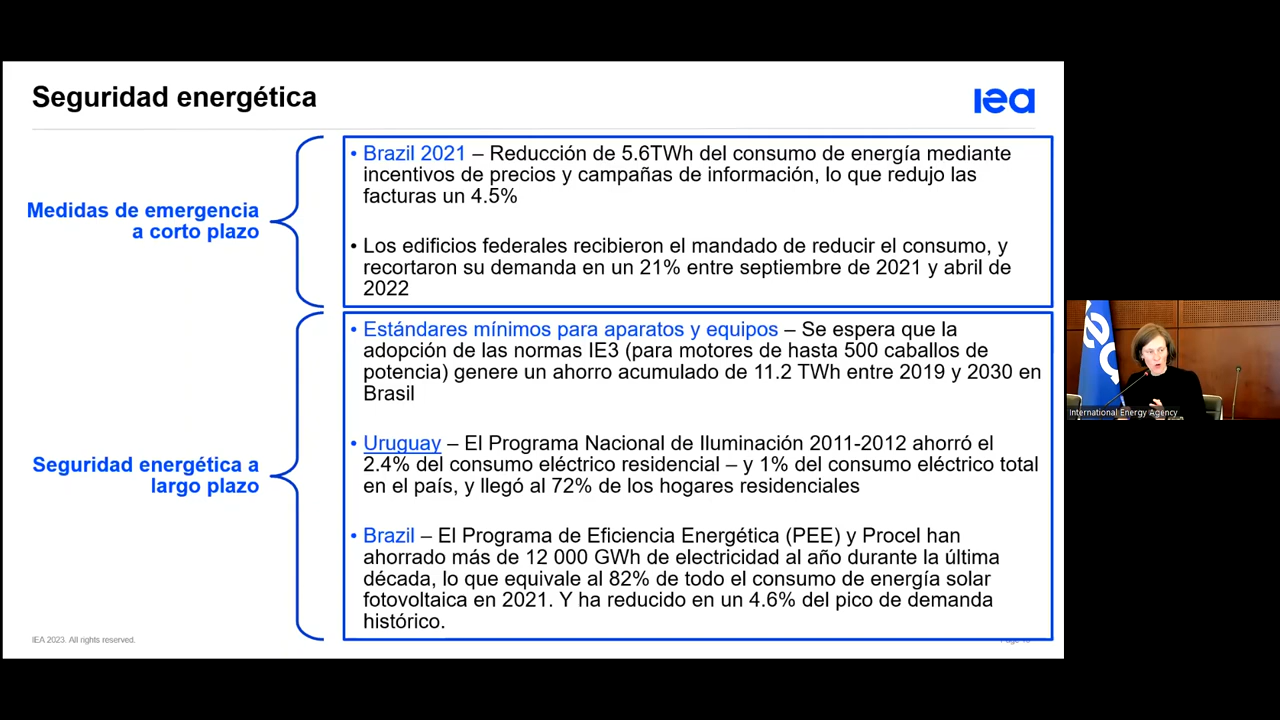 Seguridad energética
iea
Medidas de emergencia
a corto plazo
• Brazil 2021 – Reducción de 5.6TWh del consumo de energía mediante
incentivos de precios y campañas de información, lo que redujo las
facturas un 4.5%
• Los edificios federales recibieron el mandado de reducir el consumo, y
recortaron su demanda en un 21% entre septiembre de 2021 y abril de
2022
Seguridad energética a
largo plazo
• Estándares mínimos para aparatos y equipos – Se espera que la
adopción de las normas IE3 (para motores de hasta 500 caballos de
potencia) genere un ahorro acumulado de 11.2 TWh entre 2019 y 2030 en
Brasil
• Uruguay – El Programa Nacional de Iluminación 2011-2012 ahorró el
2.4% del consumo eléctrico residencial – y 1% del consumo eléctrico total
en el país, y llegó al 72% de los hogares residenciales
• Brazil – El Programa de Eficiencia Energética (PEE) y Procel han
ahorrado más de 12 000 GWh de electricidad al año durante la última
década, lo que equivale al 82% de todo el consumo de energía solar
fotovoltaica en 2021. Y ha reducido en un 4.6% del pico de demanda
histórico.
IEA 2023. All rights reserved.
International Energy Agency